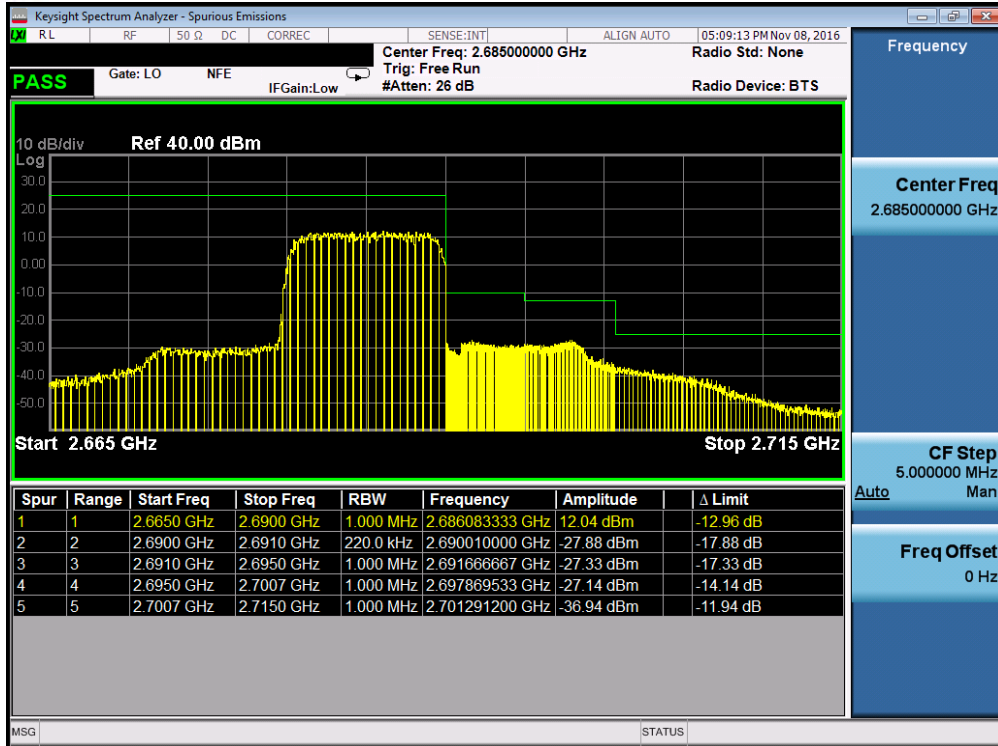 Keysight Spectrum Analyzer - Spurious Emissions
LXI RL RF 50 Ω DC CORREC SENSE:INT ALIGN AUTO 05:09:13 PM Nov 08, 2016
Center Freq: 2.685000000 GHz Radio Std: None
PASS Gate: LO NFE Trig: Free Run
IFGain:Low #Atten: 26 dB Radio Device: BTS
10 dB/div Ref 40.00 dBm
Log
30.0
20.0
10.0
0.00
-10.0
-20.0
-30.0
-40.0
-50.0
Start 2.665 GHz Stop 2.715 GHz
Spur Range Start Freq Stop Freq RBW Frequency Amplitude Δ Limit
1 1 2.6650 GHz 2.6900 GHz 1.000 MHz 2.686083333 GHz 12.04 dBm -12.96 dB
2 2 2.6900 GHz 2.6910 GHz 220.0 kHz 2.690010000 GHz -27.88 dBm -17.88 dB
3 3 2.6910 GHz 2.6950 GHz 1.000 MHz 2.691666667 GHz -27.33 dBm -17.33 dB
4 4 2.6950 GHz 2.7007 GHz 1.000 MHz 2.697869533 GHz -27.14 dBm -14.14 dB
5 5 2.7007 GHz 2.7150 GHz 1.000 MHz 2.701291200 GHz -36.94 dBm -11.94 dB
MSG STATUS
Frequency
Center Freq
2.685000000 GHz
CF Step
5.000000 MHz
Auto Man
Freq Offset
0 Hz